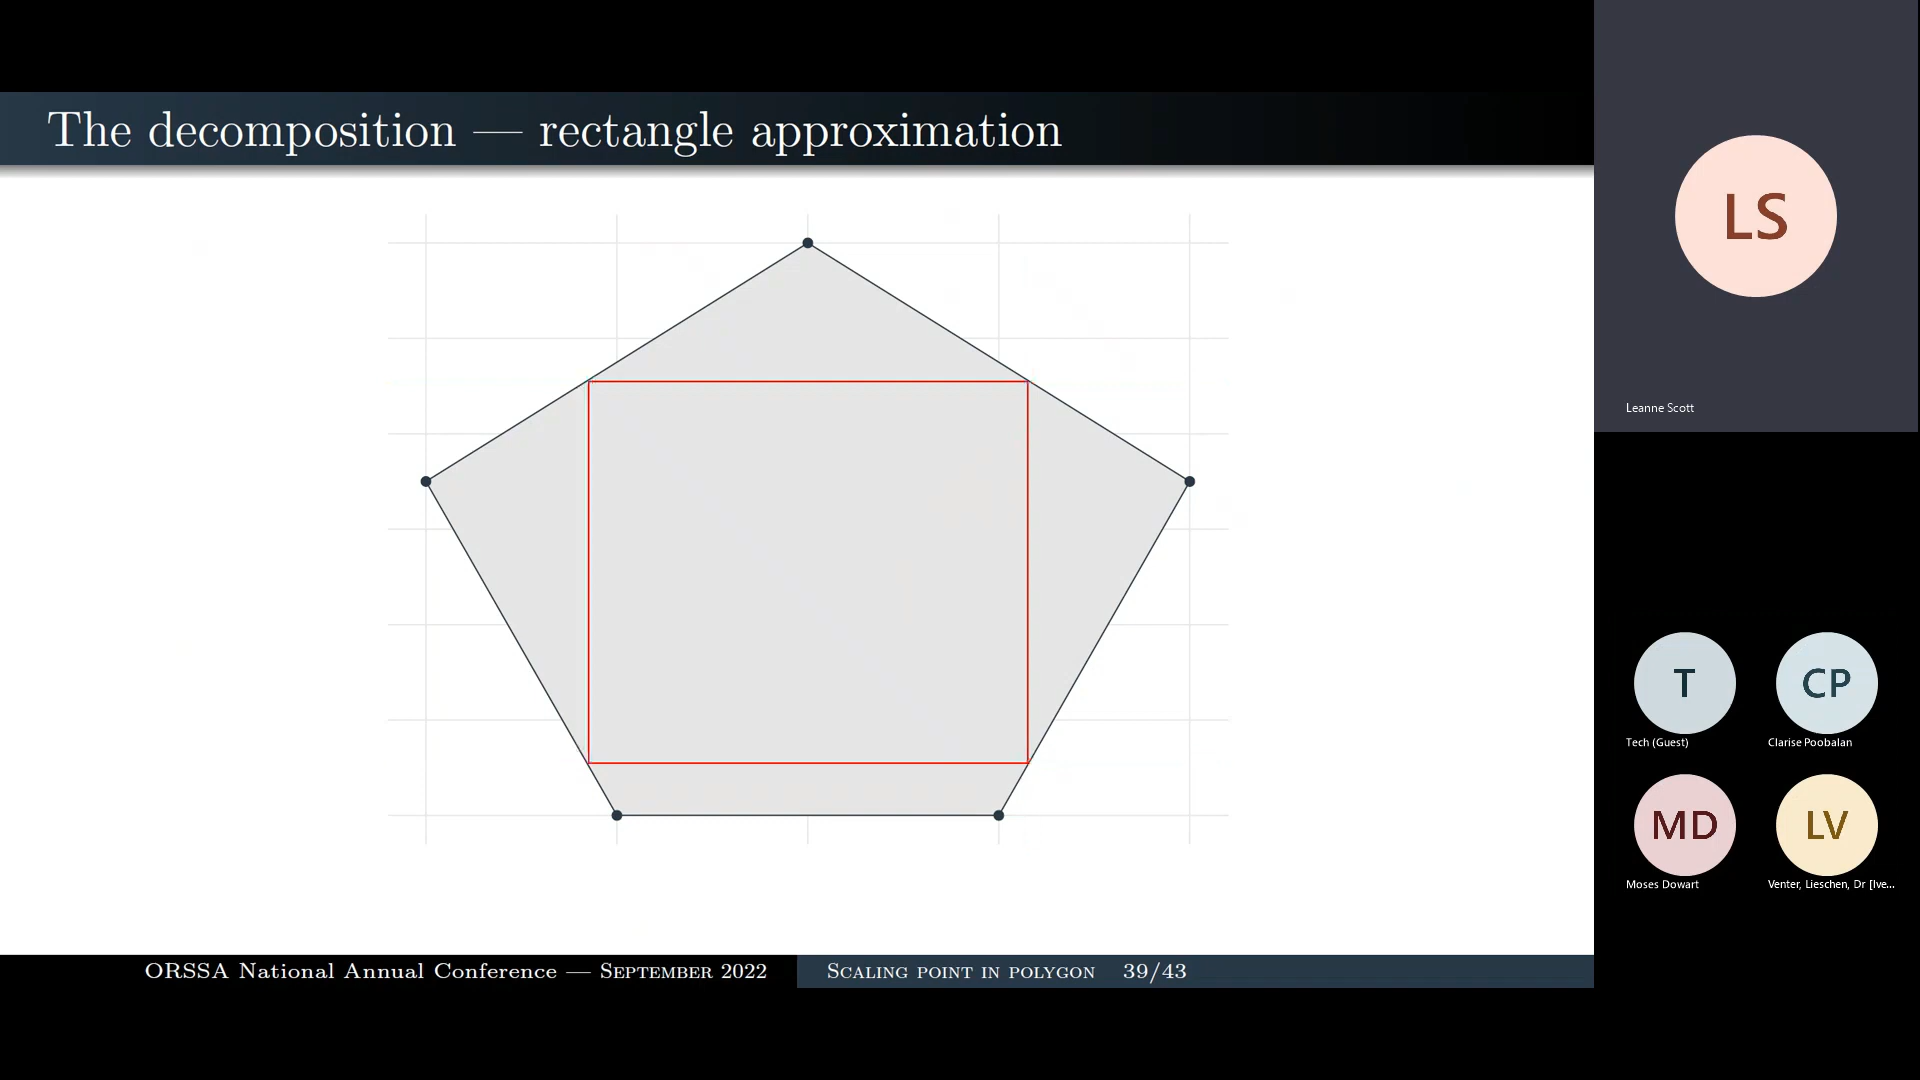 The decomposition — rectangle approximation
LS
Leanne Scott
T
CP
Tech (Guest)
Clarise Poobalan
MD
LV
Moses Dowart
Venter, Lieschen, Dr [lve...
ORSSA National Annual Conference — September 2022
Scaling point in polygon 39/43